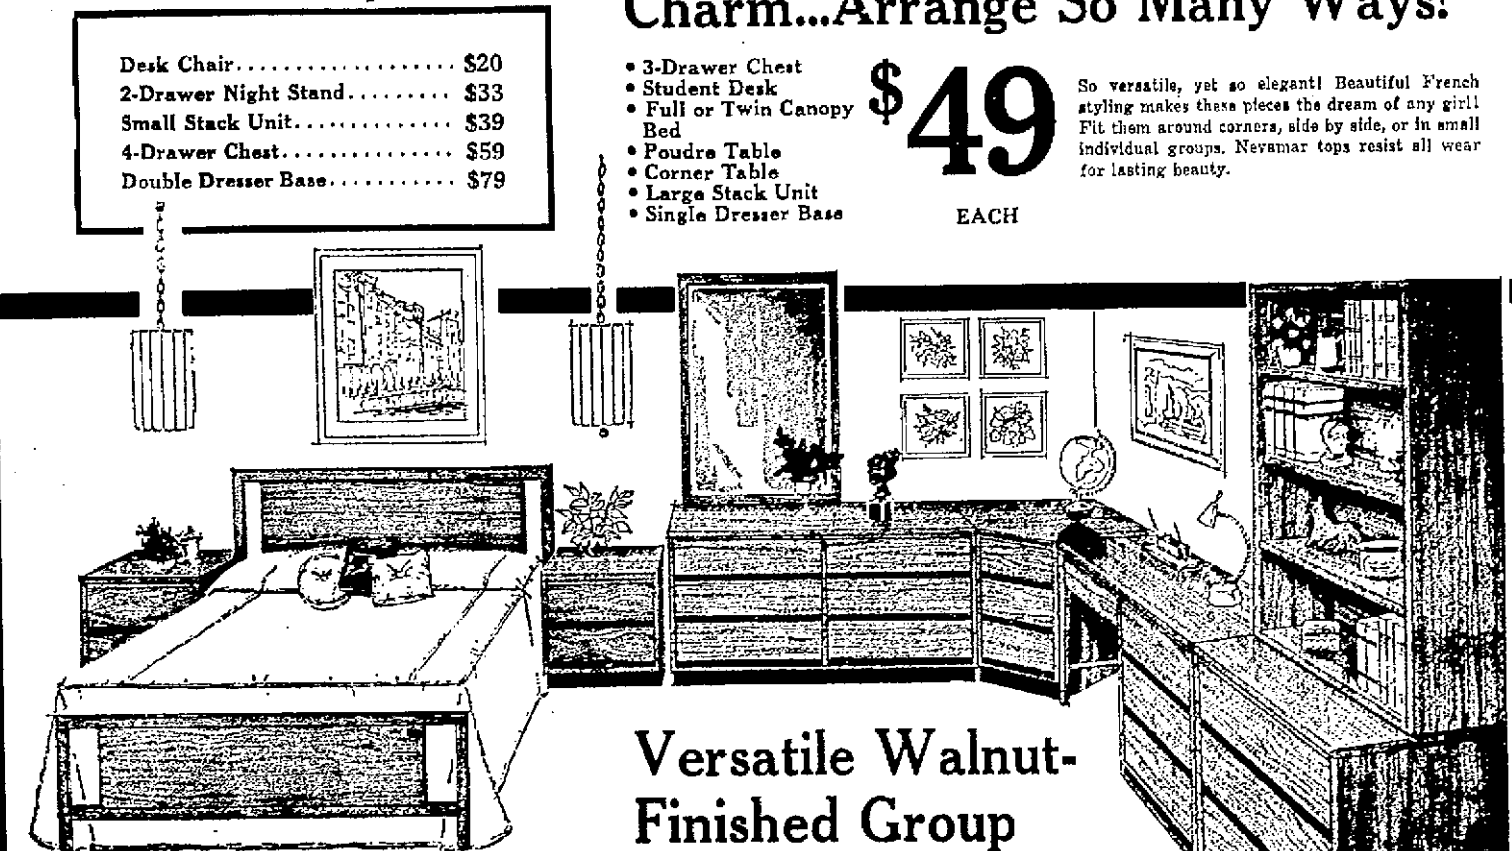 Charm...Arrange So Many Ways!
Desk Chair................... $20
2-Drawer Night Stand......... $33
Small Stack Unit.............. $39
4-Drawer Chest............... $59
Double Dresser Base........... $79
• 3-Drawer Chest
• Student Desk
• Full or Twin Canopy
Bed
• Poudre Table
• Corner Table
• Large Stack Unit
• Single Dresser Base
$49
EACH
So versatile, yet so elegant! Beautiful French
styling makes these pieces the dream of any girl!
Fit them around corners, side by side, or in small
individual groups. Nevamar tops resist all wear
for lasting beauty.
Versatile Walnut-
Finished Group